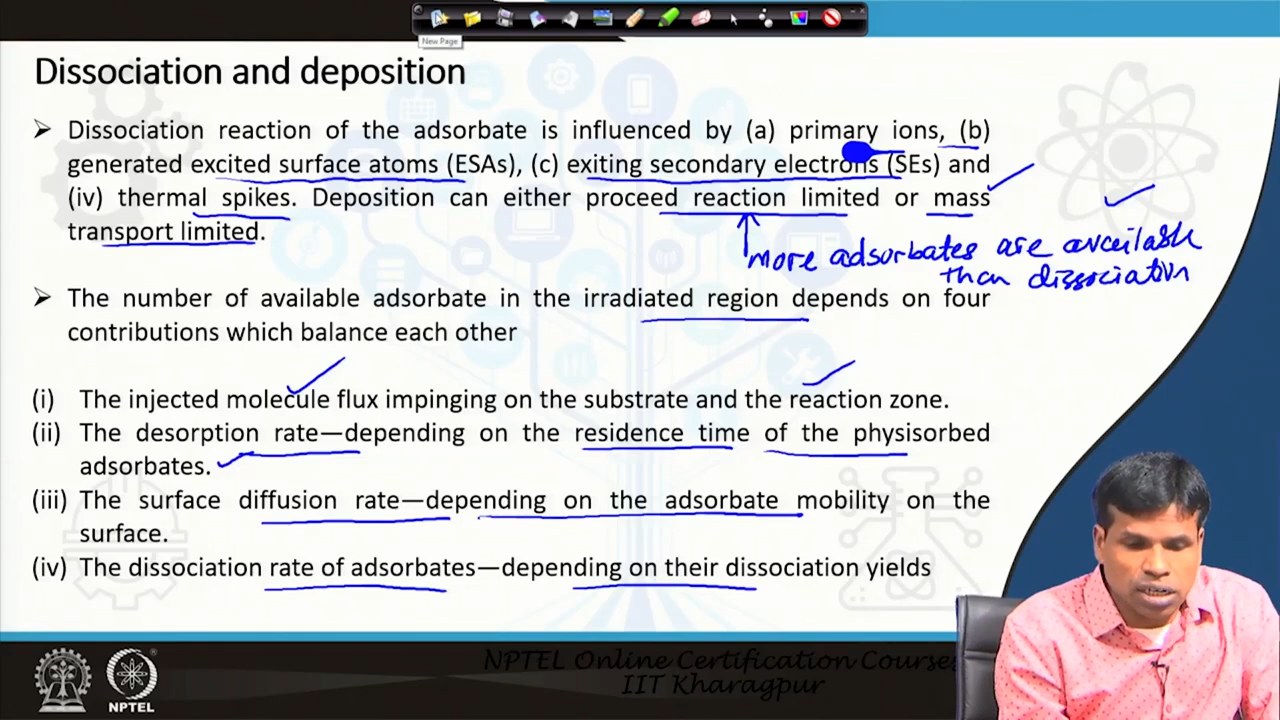 New Page
Dissociation and deposition
➤ Dissociation reaction of the adsorbate is influenced by (a) primary ions, (b)
generated excited surface atoms (ESAs), (c) exiting secondary electrons (SEs) and
(iv) thermal spikes. Deposition can either proceed reaction limited or mass
transport limited.
more adsorbates are available
than dissociation
➤ The number of available adsorbate in the irradiated region depends on four
contributions which balance each other
(i) The injected molecule flux impinging on the substrate and the reaction zone.
(ii) The desorption rate—depending on the residence time of the physisorbed
adsorbates.
(iii) The surface diffusion rate—depending on the adsorbate mobility on the
surface.
(iv) The dissociation rate of adsorbates—depending on their dissociation yields
NPTEL Online Certification Courses
IIT Kharagpur
NPTEL